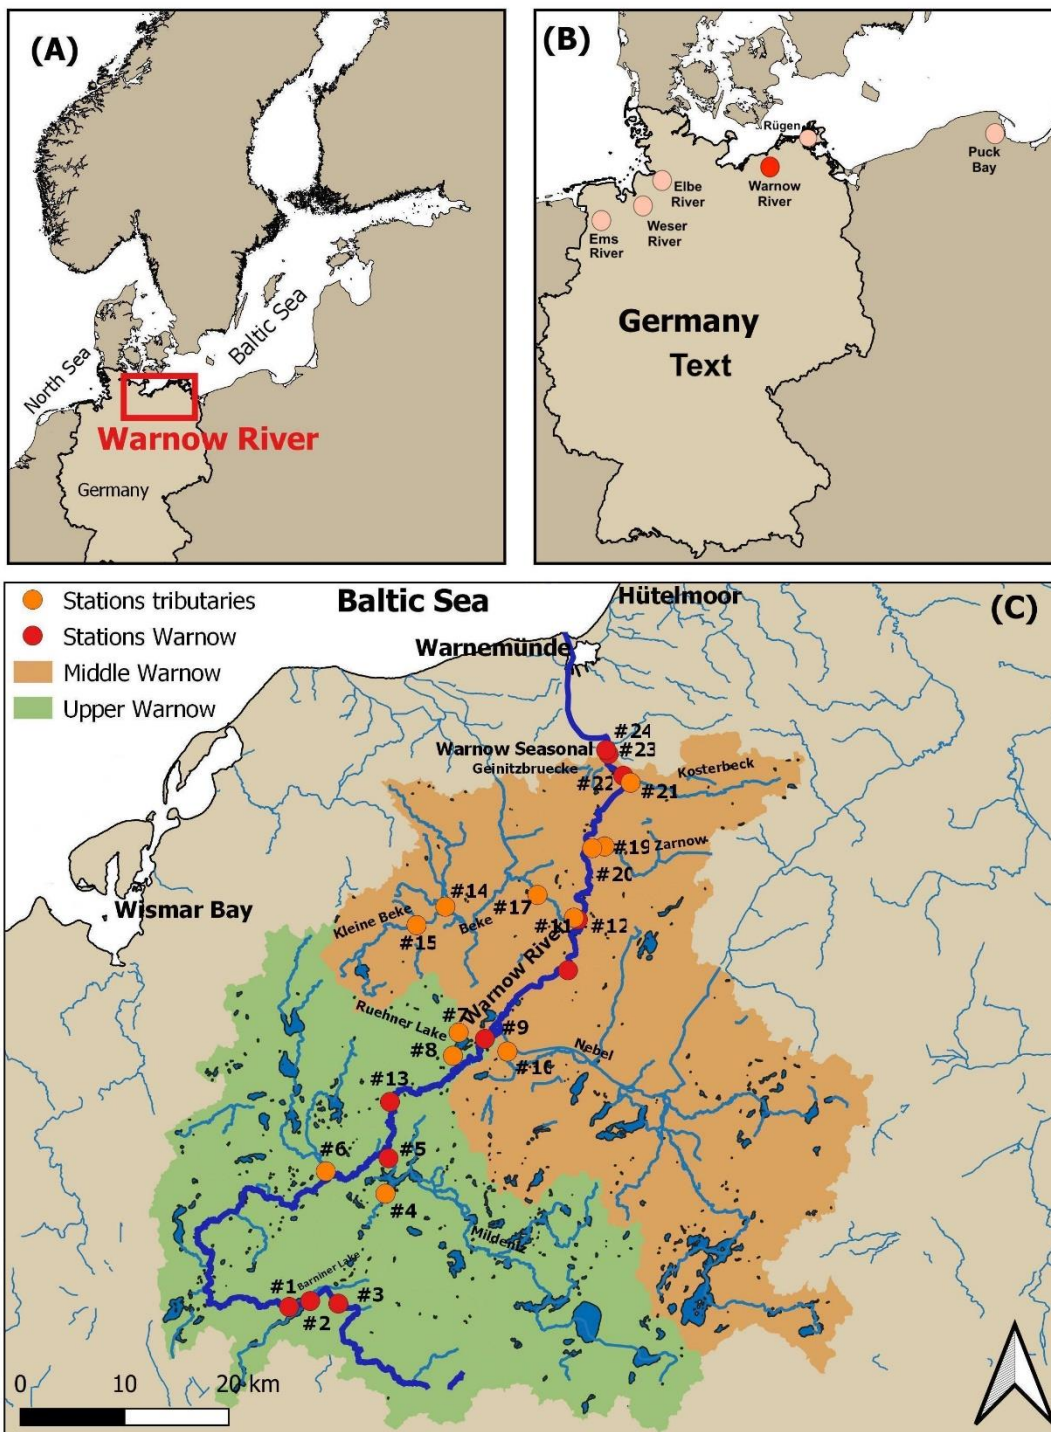 (A)
North Sea
Baltic Sea
Warnow River
Germany
(B)
Rügen
Puck
Bay
Elbe
River
Warnow
River
Weser
River
Ems
River
Germany
Text
(C)
Stations tributaries
Stations Warnow
Middle Warnow
Upper Warnow
Baltic Sea
Hütelmoor
Warnemünde
#24
Warnow Seasonal
#23
Geinitzbruecke
Kosterbeck
#22
#21
#19
Zarnow
#20
#14
#17
Wismar Bay
Kleine Beke
Beke
#11
#12
#15
Warnow River
Ruehner Lake
#7
#9
#8
Nebel
#10
#13
#6
#5
#4
Mildenitz
Barniner Lake
#1
#3
#2
0
10
20 km